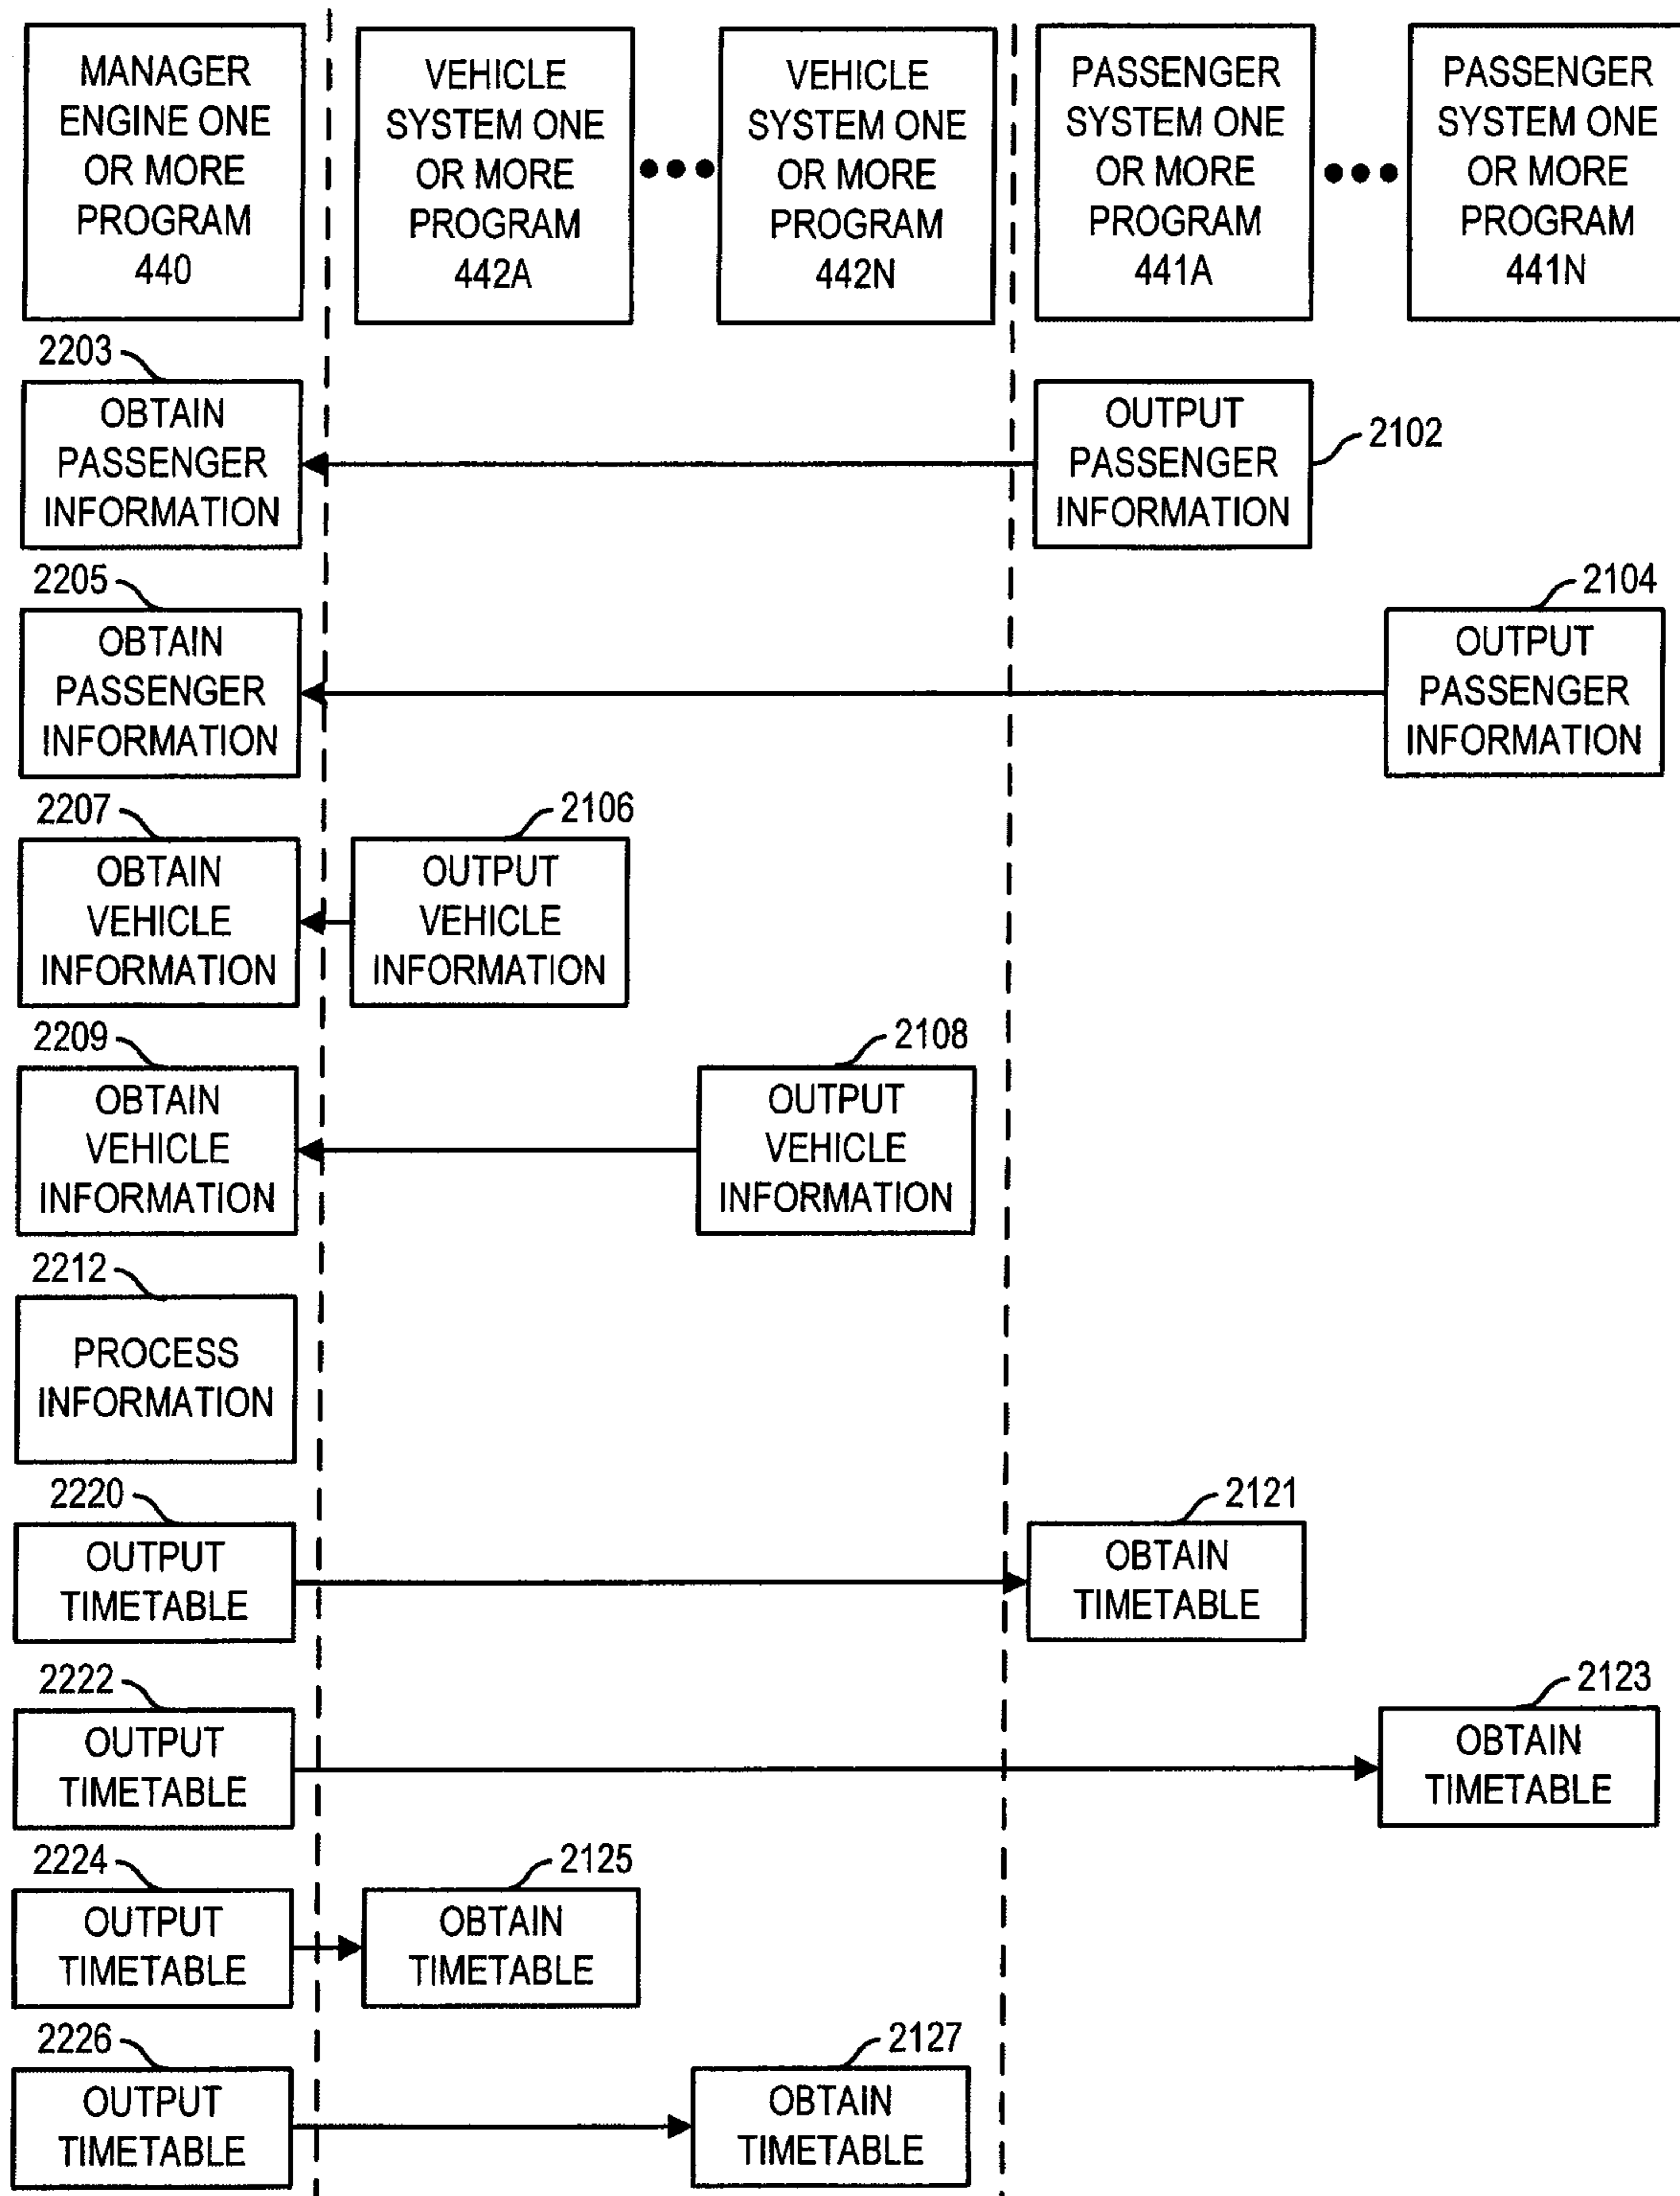 MANAGER
ENGINE ONE
OR MORE
PROGRAM
440
VEHICLE
SYSTEM ONE
OR MORE
PROGRAM
442A
VEHICLE
SYSTEM ONE
OR MORE
PROGRAM
442N
PASSENGER
SYSTEM ONE
OR MORE
PROGRAM
441A
PASSENGER
SYSTEM ONE
OR MORE
PROGRAM
441N
2203
OBTAIN
PASSENGER
INFORMATION
OUTPUT
PASSENGER
INFORMATION
2102
2205
OBTAIN
PASSENGER
INFORMATION
2104
OUTPUT
PASSENGER
INFORMATION
2207
OBTAIN
VEHICLE
INFORMATION
2106
OUTPUT
VEHICLE
INFORMATION
2209
OBTAIN
VEHICLE
INFORMATION
2108
OUTPUT
VEHICLE
INFORMATION
2212
PROCESS
INFORMATION
2220
OUTPUT
TIMETABLE
2121
OBTAIN
TIMETABLE
2222
OUTPUT
TIMETABLE
2123
OBTAIN
TIMETABLE
2224
OUTPUT
TIMETABLE
2125
OBTAIN
TIMETABLE
2226
OUTPUT
TIMETABLE
2127
OBTAIN
TIMETABLE